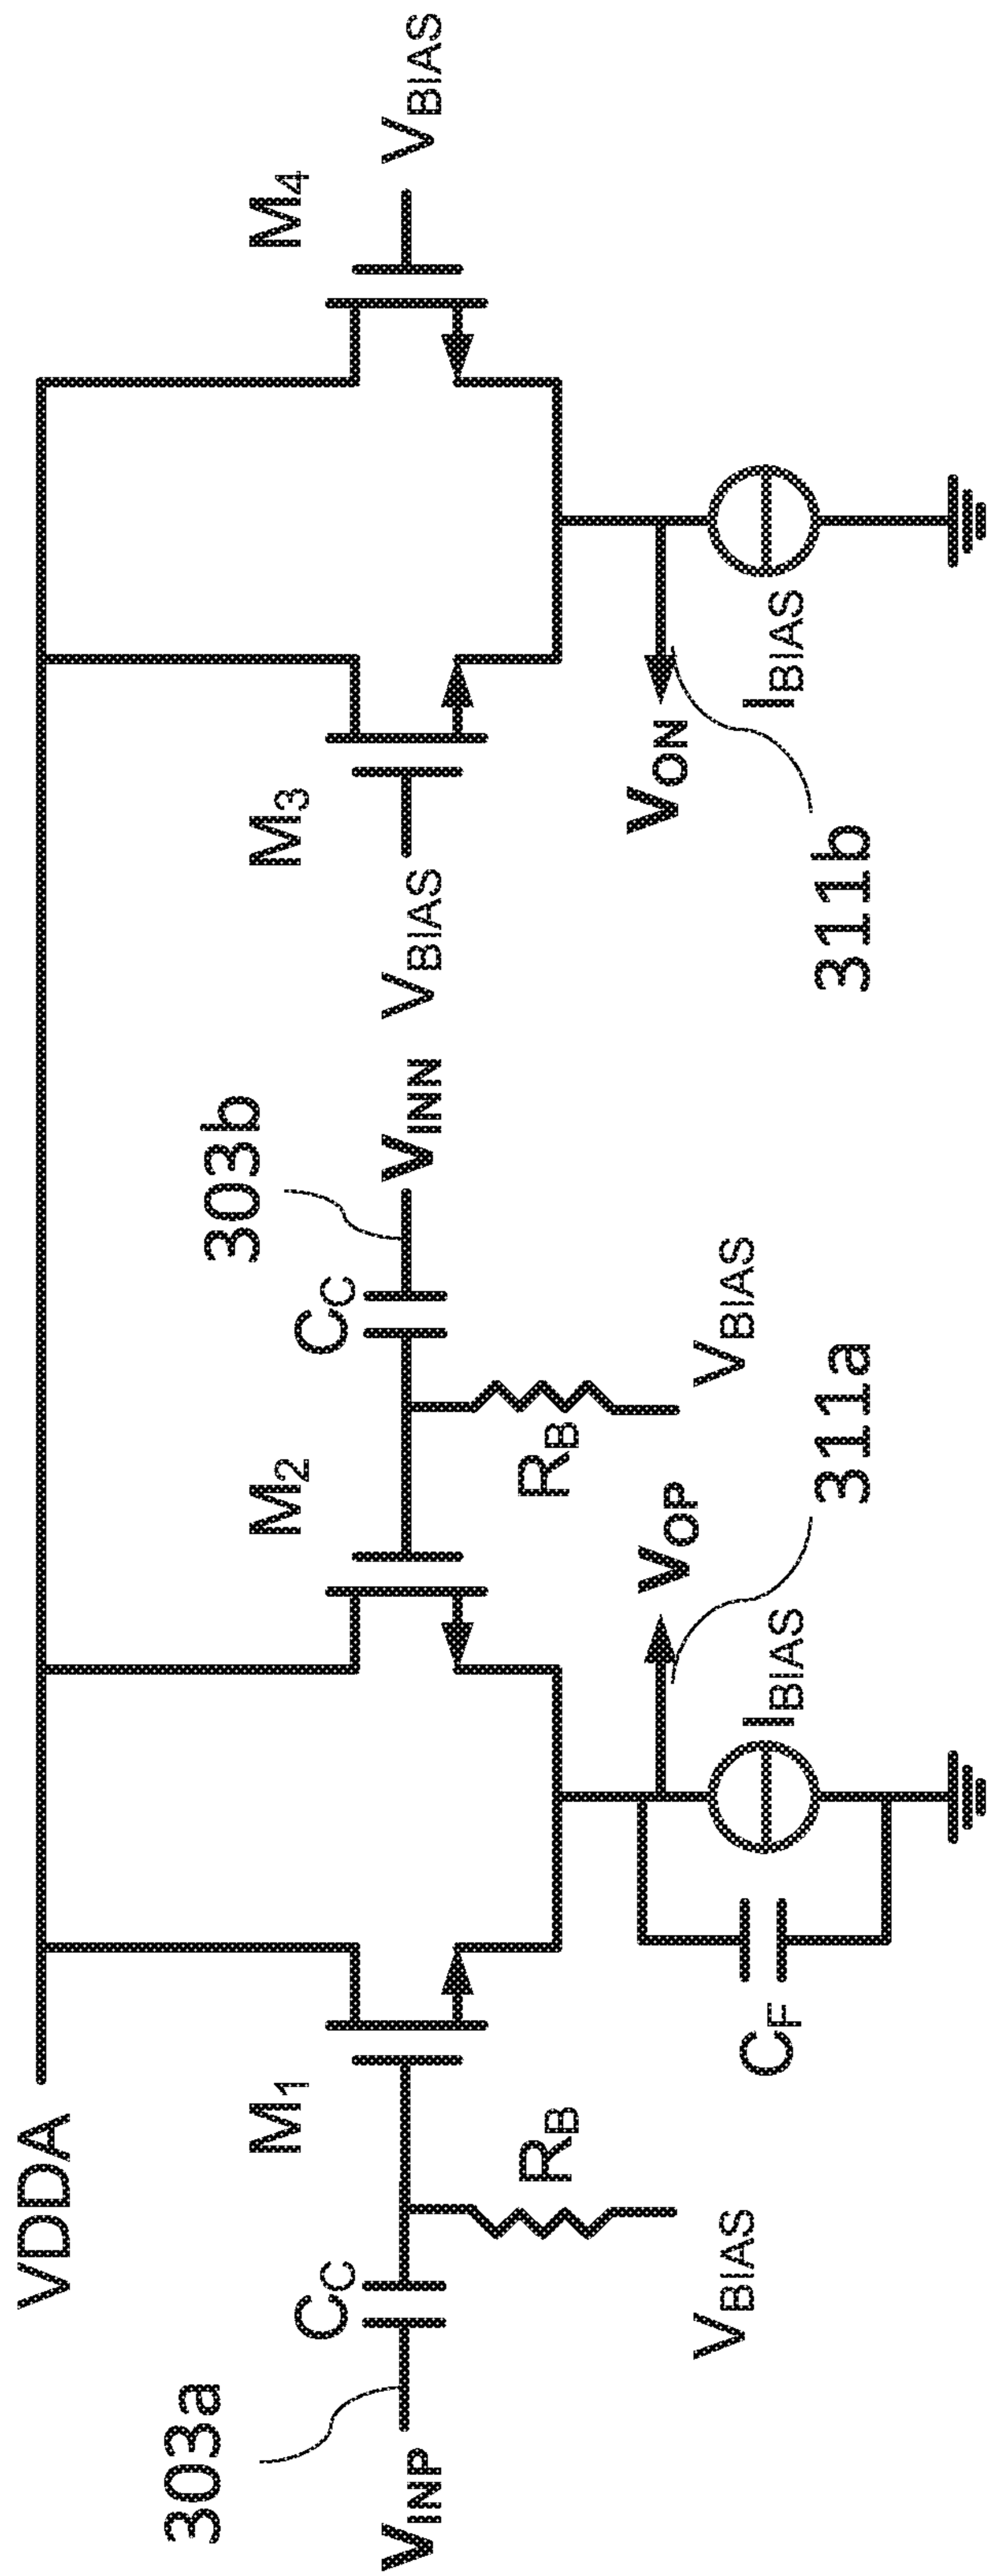 VDDA
303a
303b
M1
M2
M3
M4
CC
CC
VINP
VINN
VBIAS
VBIAS
RB
RB
VBIAS
VBIAS
VOP
VON
CF
IBIAS
IBIAS
311a
311b